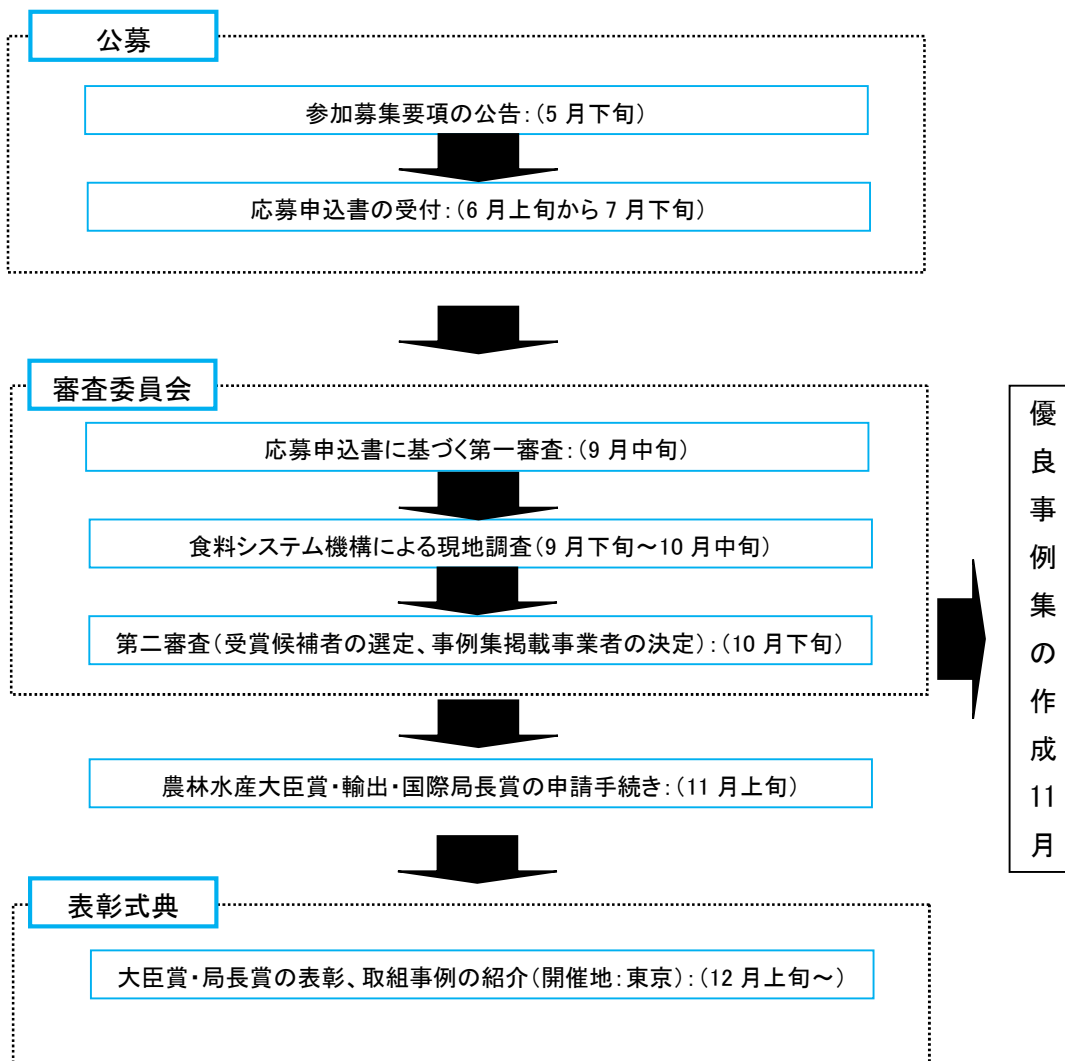 公募
参加募集要項の公告：（5 月下旬）
応募申込書の受付：（6 月上旬から 7 月下旬）
審査委員会
応募申込書に基づく第一審査：（9 月中旬）
食料システム機構による現地調査（9 月下旬～10 月中旬）
第二審査（受賞候補者の選定、事例集掲載事業者の決定）：（10 月下旬）
優良事例集の作成11月
農林水産大臣賞・輸出・国際局長賞の申請手続き：（11 月上旬）
表彰式典
大臣賞・局長賞の表彰、取組事例の紹介（開催地：東京）：（12 月上旬～）